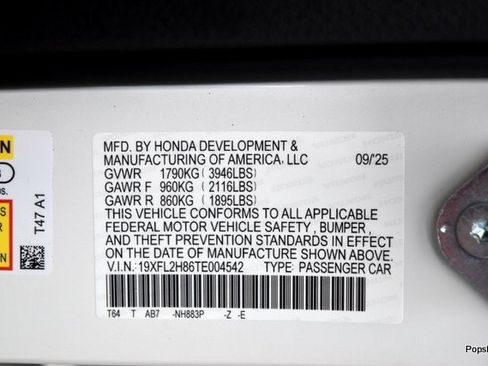 MFD. BY HONDA DEVELOPMENT &
MANUFACTURING OF AMERICA, LLC 09/'25
GVWR 1790KG (3946LBS)
GAWR F 960KG (2116LBS)
GAWR R 860KG (1895LBS)
THIS VEHICLE CONFORMS TO ALL APPLICABLE
FEDERAL MOTOR VEHICLE SAFETY , BUMPER ,
AND THEFT PREVENTION STANDARDS IN EFFECT
ON THE DATE OF MANUFACTURE SHOWN ABOVE.
V.I.N. : 19XFL2H86TE004542 TYPE: PASSENGER CAR
T64 T AB7 -NH883P -Z -E
T47 A1
Pops